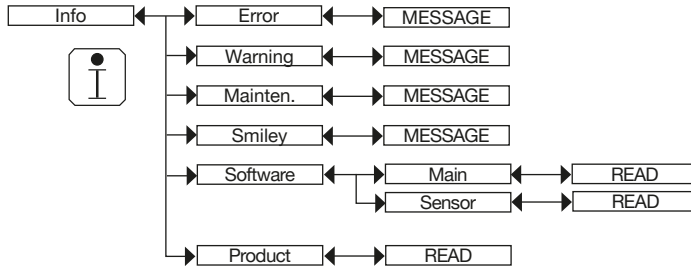 Info Error MESSAGE
Warning MESSAGE
Mainten. MESSAGE
Smiley MESSAGE
Software Main READ
Sensor READ
Product READ